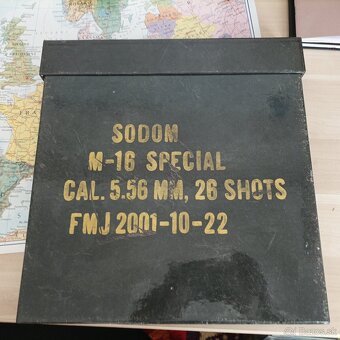 SODOM
M-16 SPECIAL
CAL. 5.56 MM, 26 SHOTS
FMJ 2001-10-22